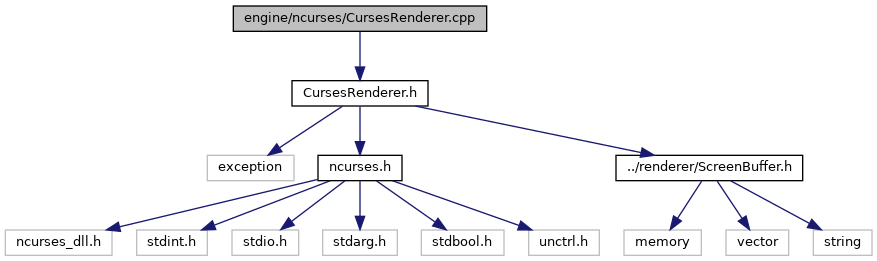 engine/ncurses/CursesRenderer.cpp
CursesRenderer.h
exception
ncurses.h
../renderer/ScreenBuffer.h
ncurses_dll.h
stdint.h
stdio.h
stdarg.h
stdbool.h
unctrl.h
memory
vector
string